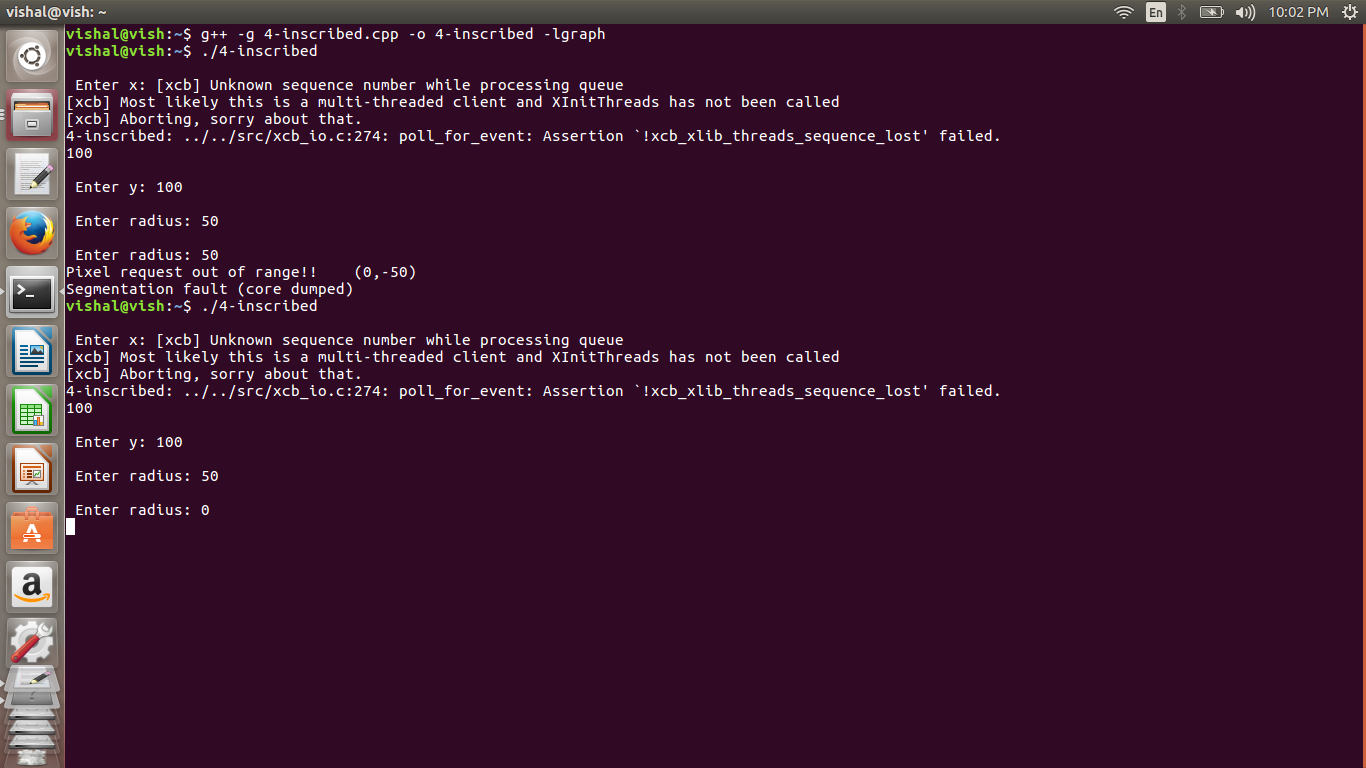 vishal@vish: ~
En
10:02 PM
vishal@vish:~$ g++ -g 4-inscribed.cpp -o 4-inscribed -lgraph
vishal@vish:~$ ./4-inscribed
Enter x: [xcb] Unknown sequence number while processing queue
[xcb] Most likely this is a multi-threaded client and XInitThreads has not been called
[xcb] Aborting, sorry about that.
4-inscribed: ../../src/xcb_io.c:274: poll_for_event: Assertion `!xcb_xlib_threads_sequence_lost' failed.
100
Enter y: 100
Enter radius: 50
Enter radius: 50
Pixel request out of range!!    (0,-50)
Segmentation fault (core dumped)
vishal@vish:~$ ./4-inscribed
Enter x: [xcb] Unknown sequence number while processing queue
[xcb] Most likely this is a multi-threaded client and XInitThreads has not been called
[xcb] Aborting, sorry about that.
4-inscribed: ../../src/xcb_io.c:274: poll_for_event: Assertion `!xcb_xlib_threads_sequence_lost' failed.
100
Enter y: 100
Enter radius: 50
Enter radius: 0